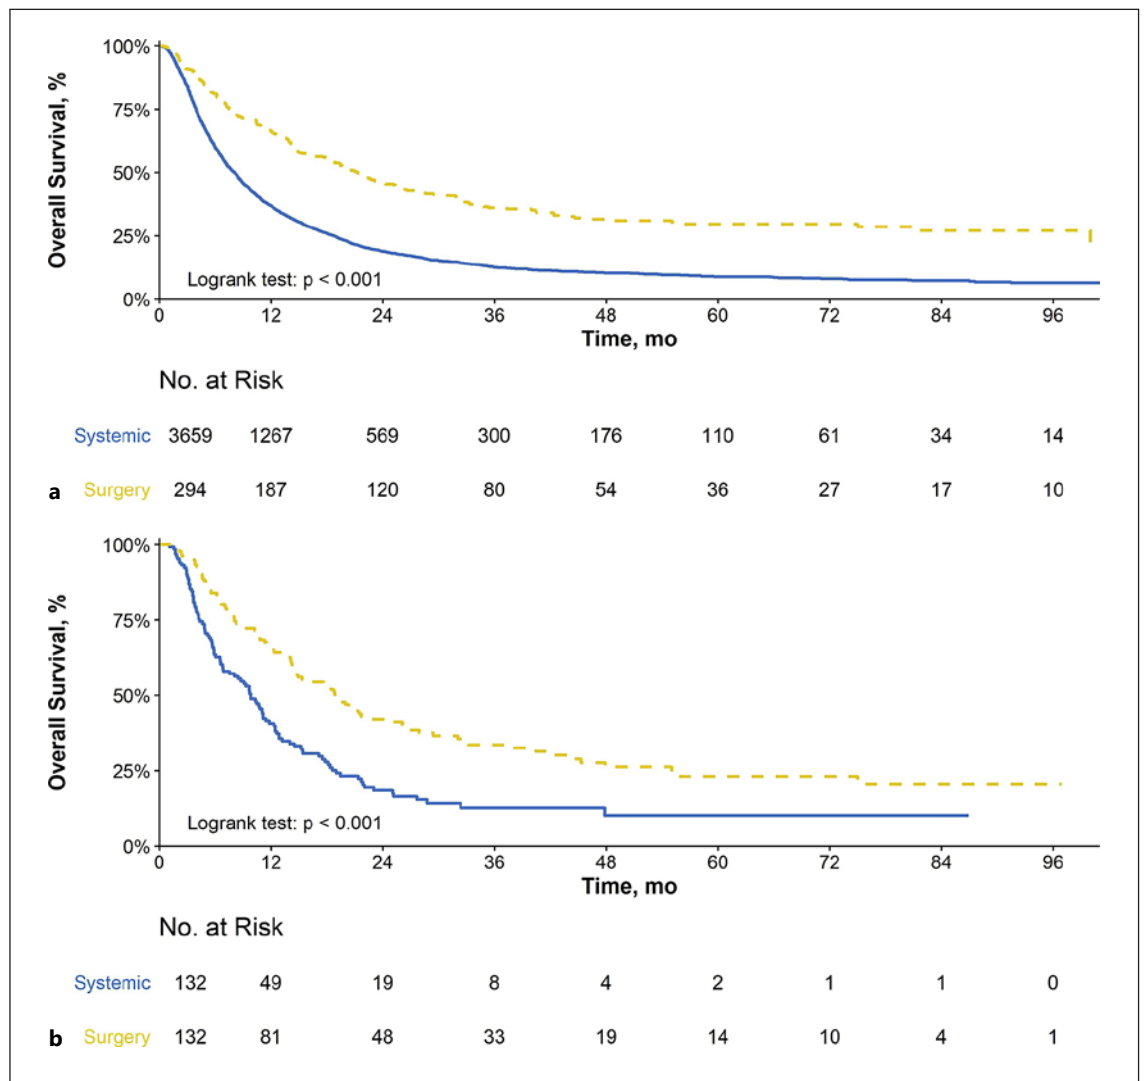 100%
75%
50%
25%
0%
Overall Survival, %
Logrank test: p < 0.001
0 12 24 36 48 60 72 84 96
Time, mo
No. at Risk
Systemic 3659 1267 569 300 176 110 61 34 14
a Surgery 294 187 120 80 54 36 27 17 10
100%
75%
50%
25%
0%
Overall Survival, %
Logrank test: p < 0.001
0 12 24 36 48 60 72 84 96
Time, mo
No. at Risk
Systemic 132 49 19 8 4 2 1 1 0
b Surgery 132 81 48 33 19 14 10 4 1